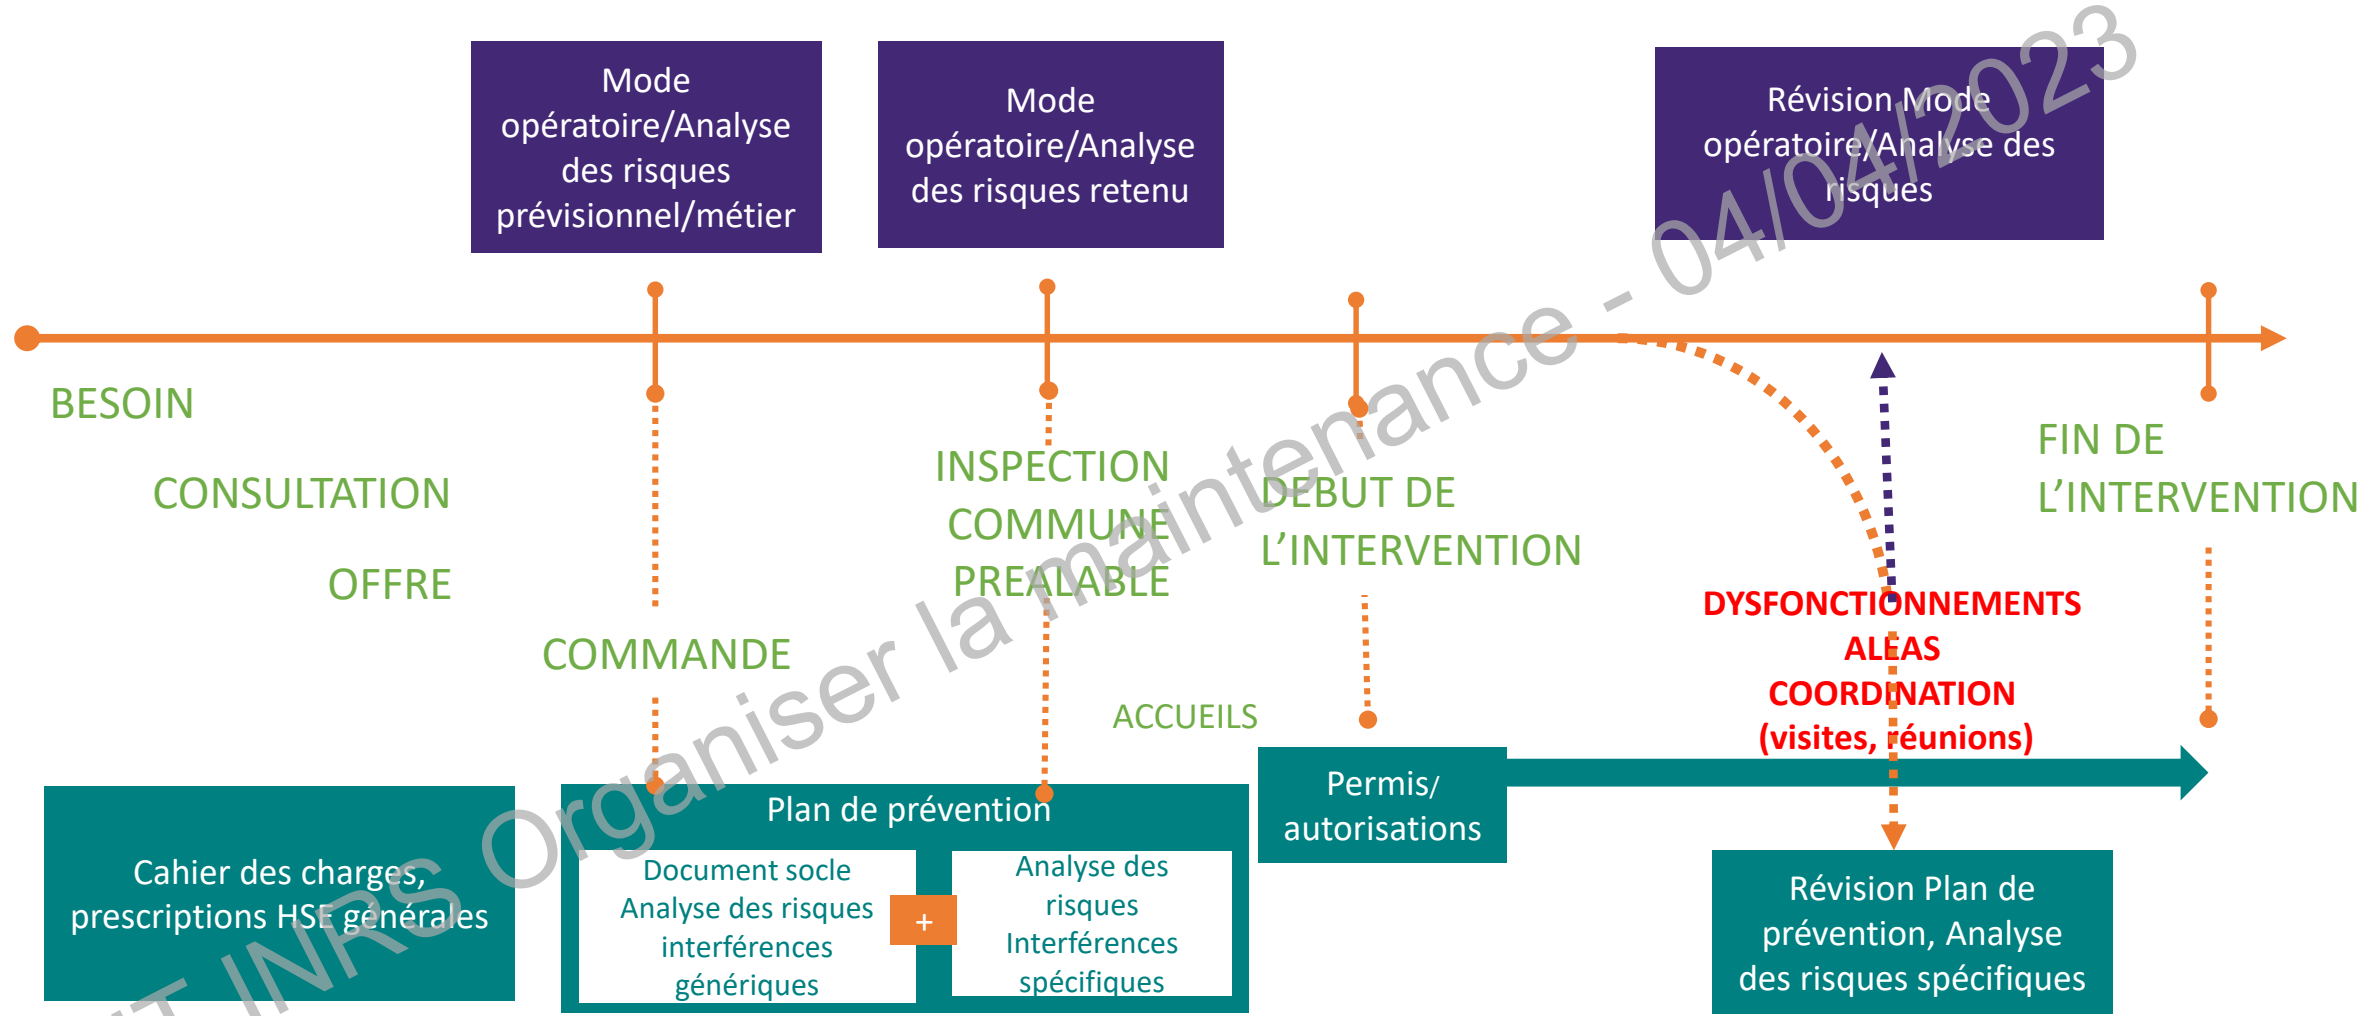 Mode
opératoire/Analyse
des risques
prévisionnel/métier
Mode
opératoire/Analyse
des risques retenu
Révision Mode
opératoire/Analyse des
risques
BESOIN
CONSULTATION
OFFRE
COMMANDE
INSPECTION
COMMUNE
PREALABLE
ACCUEILS
DEBUT DE
L’INTERVENTION
DYSFONCTIONNEMENTS
ALEAS
COORDINATION
(visites, réunions)
FIN DE
L’INTERVENTION
Cahier des charges,
prescriptions HSE générales
Plan de prévention
Document socle
Analyse des risques
interférences
génériques
+
Analyse des
risques
Interférences
spécifiques
Permis/
autorisations
Révision Plan de
prévention, Analyse
des risques spécifiques
INRS Organiser la maintenance - 04/04/2023